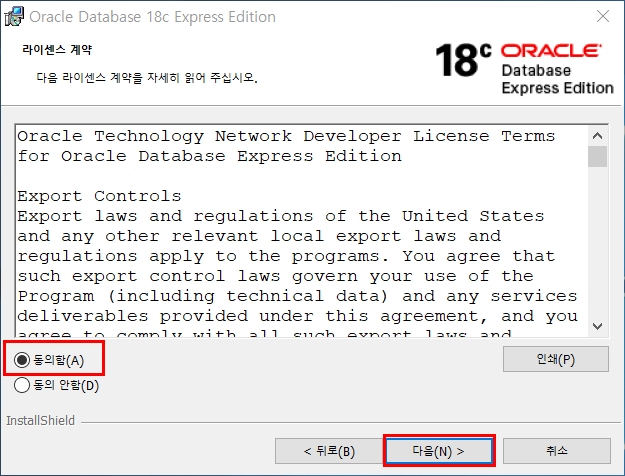 Oracle Database 18c Express Edition
라이센스 계약
다음 라이센스 계약을 자세히 읽어 주십시오.
18c ORACLE
Database
Express Edition
Oracle Technology Network Developer License Terms
for Oracle Database Express Edition
Export Controls
Export laws and regulations of the United States
and any other relevant local export laws and
regulations apply to the programs. You agree that
such export control laws govern your use of the
Program (including technical data) and any services
deliverables provided under this agreement, and you
agree to comply with all such export laws and
동의함(A)
인쇄(P)
동의 안함(D)
InstallShield
< 뒤로(B)
다음(N) >
취소